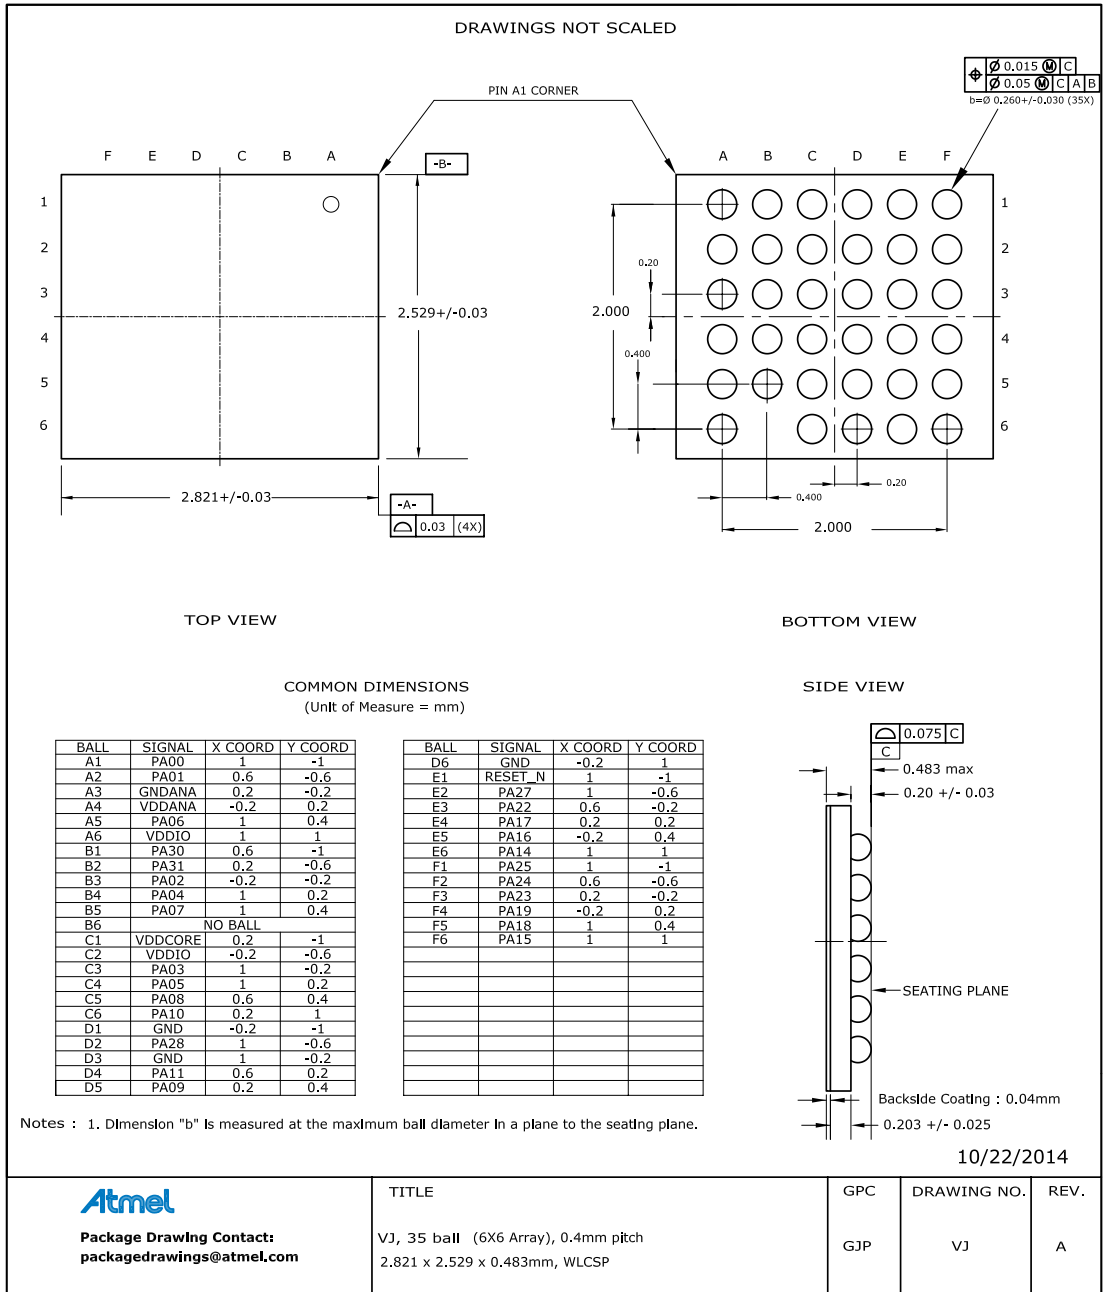 DRAWINGS NOT SCALED
⌀ 0.015 Ⓜ C
⌀ 0.05 Ⓜ C A B
b=Ø 0.260+/-0.030 (35X)
PIN A1 CORNER
F E D C B A
-B-
1
2
3
4
5
6
2.529+/-0.03
2.821+/-0.03
-A-
0.03 (4X)
A B C D E F
1
2
3
4
5
6
0.20
2.000
0.400
0.20
0.400
2.000
TOP VIEW
BOTTOM VIEW
COMMON DIMENSIONS
(Unit of Measure = mm)
SIDE VIEW
BALL SIGNAL X COORD Y COORD
A1 PA00 1 -1
A2 PA01 0.6 -0.6
A3 GNDANA 0.2 -0.2
A4 VDDANA -0.2 0.2
A5 PA06 1 0.4
A6 VDDIO 1 1
B1 PA30 0.6 -1
B2 PA31 0.2 -0.6
B3 PA02 -0.2 -0.2
B4 PA04 1 0.2
B5 PA07 1 0.4
B6 NO BALL
C1 VDDCORE 0.2 -1
C2 VDDIO -0.2 -0.6
C3 PA03 1 -0.2
C4 PA05 1 0.2
C5 PA08 0.6 0.4
C6 PA10 0.2 1
D1 GND -0.2 -1
D2 PA28 1 -0.6
D3 GND 1 -0.2
D4 PA11 0.6 0.2
D5 PA09 0.2 0.4
BALL SIGNAL X COORD Y COORD
D6 GND -0.2 1
E1 RESET_N 1 -1
E2 PA27 1 -0.6
E3 PA22 0.6 -0.2
E4 PA17 0.2 0.2
E5 PA16 -0.2 0.4
E6 PA14 1 1
F1 PA25 1 -1
F2 PA24 0.6 -0.6
F3 PA23 0.2 -0.2
F4 PA19 -0.2 0.2
F5 PA18 1 0.4
F6 PA15 1 1
0.075 C
C
0.483 max
0.20 +/- 0.03
SEATING PLANE
Backside Coating : 0.04mm
0.203 +/- 0.025
Notes : 1. Dimension "b" is measured at the maximum ball diameter in a plane to the seating plane.
10/22/2014
Atmel
Package Drawing Contact:
packagedrawings@atmel.com
TITLE
VJ, 35 ball (6X6 Array), 0.4mm pitch
2.821 x 2.529 x 0.483mm, WLCSP
GPC
GJP
DRAWING NO.
VJ
REV.
A